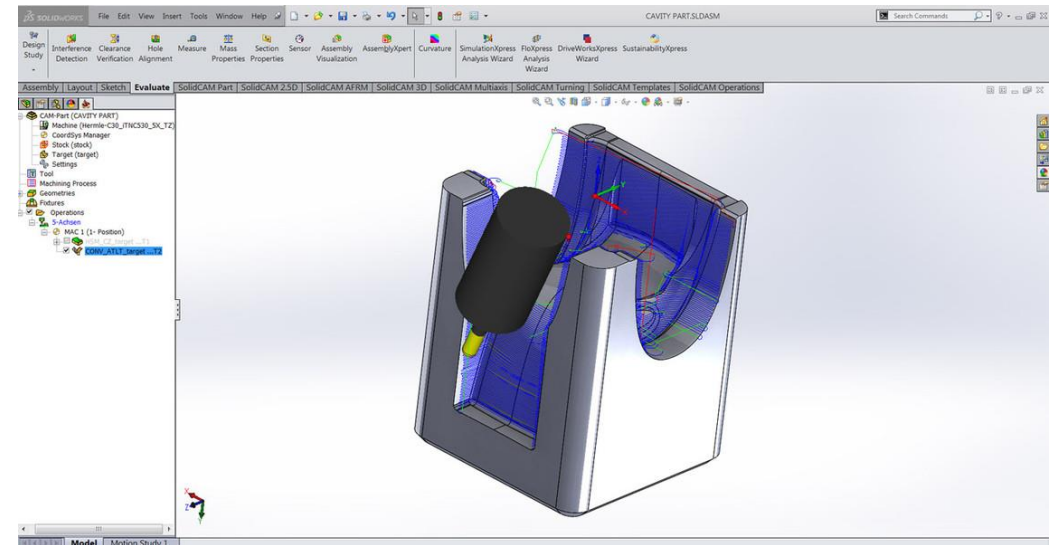 SOLIDWORKS File Edit View Insert Tools Window Help CAVITY PART.SLDASM Search Commands
Design Study
Interference Detection
Clearance Verification
Hole Alignment
Measure
Mass Properties
Section Properties
Sensor
Assembly Visualization
AssemblyXpert
Curvature
SimulationXpress Analysis Wizard
FloXpress Analysis Wizard
DriveWorksXpress Wizard
SustainabilityXpress
Assembly Layout Sketch Evaluate SolidCAM Part SolidCAM 2.5D SolidCAM AFRM SolidCAM 3D SolidCAM Multiaxis SolidCAM Turning SolidCAM Templates SolidCAM Operations
CAM-Part (CAVITY PART)
Machine (Hermle-C30_iTNC530_5X_TZ)
CoordSys Manager
Stock (stock)
Target (target)
Settings
Tool
Machining Process
Geometries
Fixtures
Operations
5-Achsen
MAC 1 (1- Position)
HSM_CZ_target ...T1
CONV_ATLT_target ...T2
Y
X
Z
Y
Model Motion Study 1